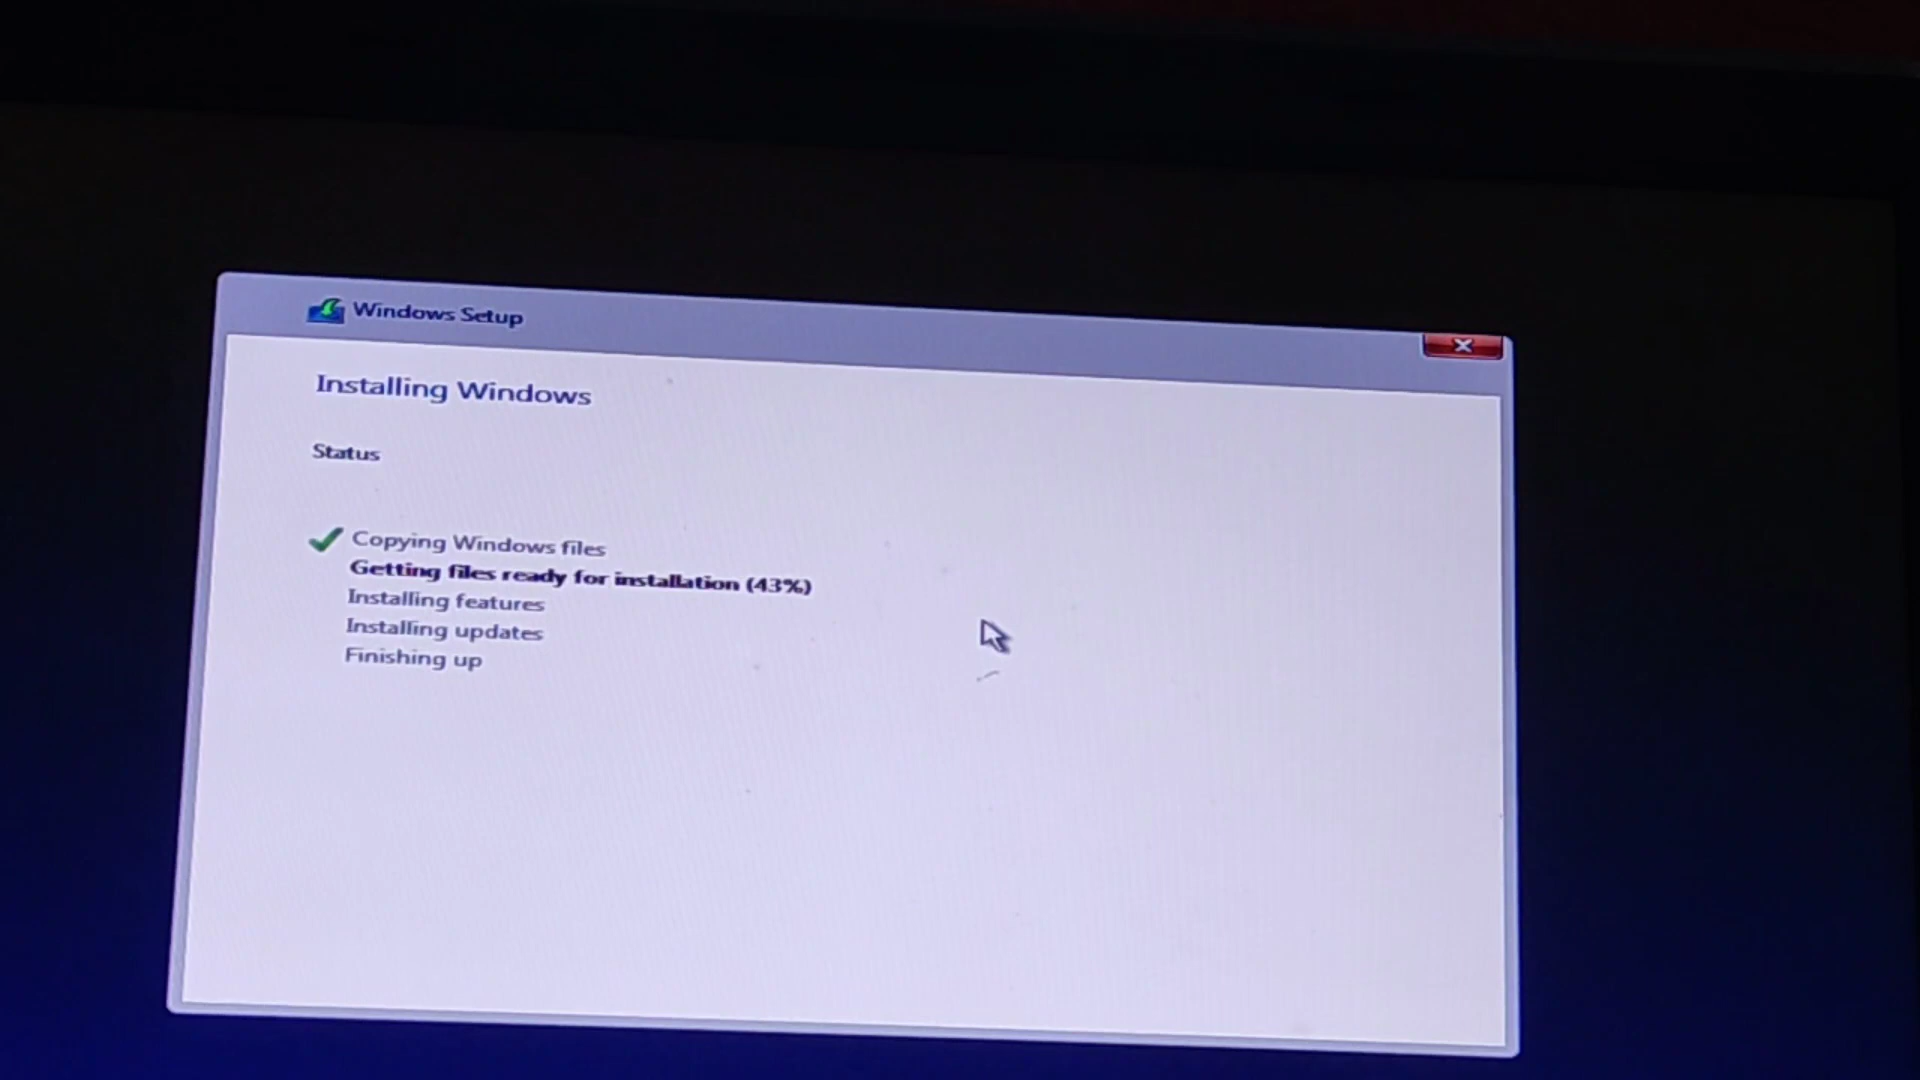 Windows Setup
Installing Windows
Status
Copying Windows files
Getting files ready for installation (43%)
Installing features
Installing updates
Finishing up